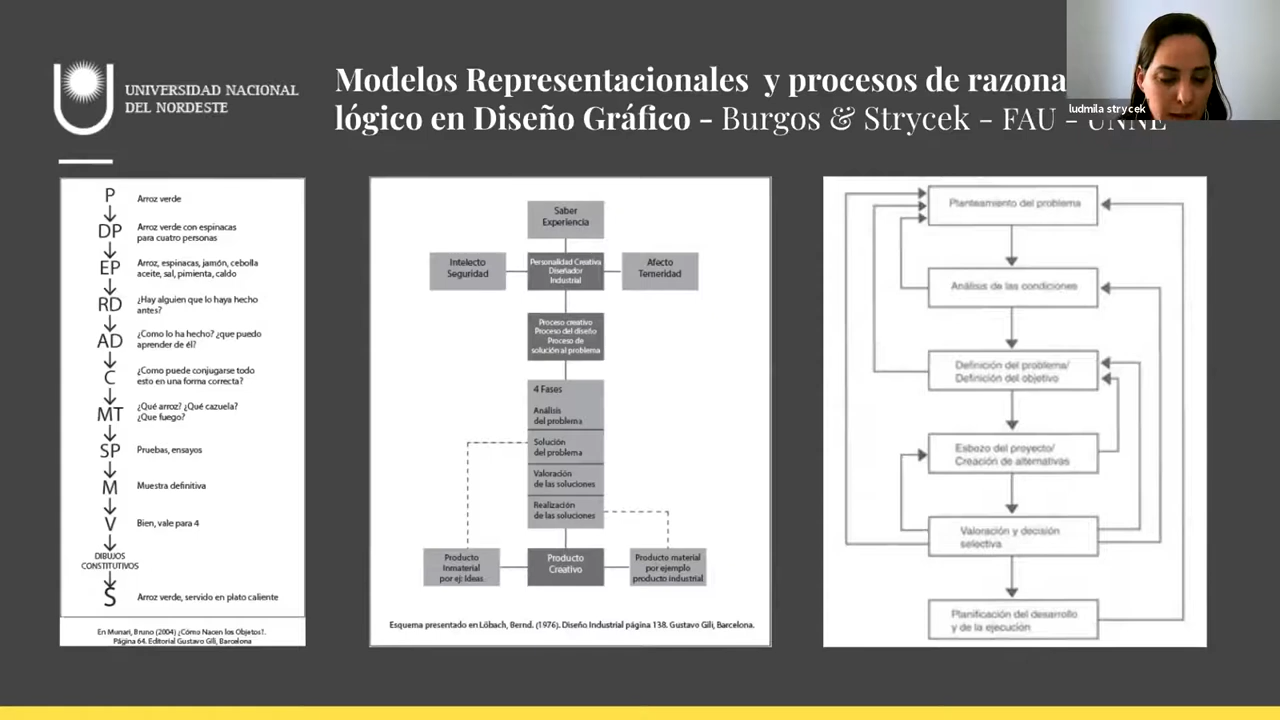 UNIVERSIDAD NACIONAL
DEL NORDESTE
Modelos Representacionales y procesos de razona
lógico en Diseño Gráfico - Burgos & Strycek - FAU - UNNE
ludmila strycek
P
Arroz verde
DP
Arroz verde con espinacas
para cuatro personas
EP
Arroz, espinacas, jamón, cebolla
aceite, sal, pimienta, caldo
RD
¿Hay alguien que lo haya hecho
antes?
AD
¿Como lo ha hecho? ¿que puedo
aprender de él?
C
¿Como puede conjugarse todo
esto en una forma correcta?
MT
¿Qué arroz? ¿Qué cazuela?
¿Que fuego?
SP
Pruebas, ensayos
M
Muestra definitiva
V
Bien, vale para 4
DIBUJOS
CONSTITUTIVOS
S
Arroz verde, servido en plato caliente
En Munari, Bruno (2004) ¿Cómo Nacen los Objetos?.
Página 64. Editorial Gustavo Gili, Barcelona
Saber
Experiencia
Intelecto
Seguridad
Personalidad Creativa
Diseñador
Industrial
Afecto
Temeridad
Proceso creativo
Proceso del diseño
Proceso de
solución al problema
4 Fases
Análisis
del problema
Solución
del problema
Valoración
de las soluciones
Realización
de las soluciones
Producto
Inmaterial
por ej: Ideas.
Producto
Creativo
Producto material
por ejemplo
producto industrial
Esquema presentado en Löbach, Bernd. (1976). Diseño Industrial página 138. Gustavo Gili, Barcelona.
Planteamiento del problema
Análisis de las condiciones
Definición del problema/
Definición del objetivo
Esbozo del proyecto/
Creación de alternativas
Valoración y decisión
selectiva
Planificación del desarrollo
y de la ejecución